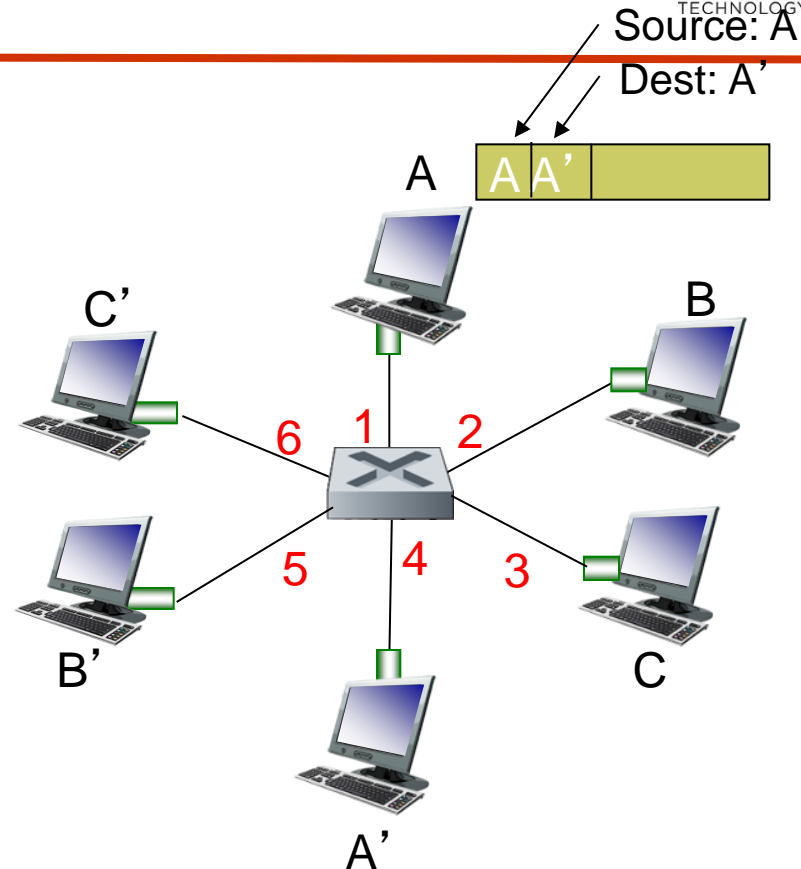 TECHNOLOGY
Source: A
Dest: A’
A A’
A
B
C’
6
1
2
5
4
3
B’
C
A’